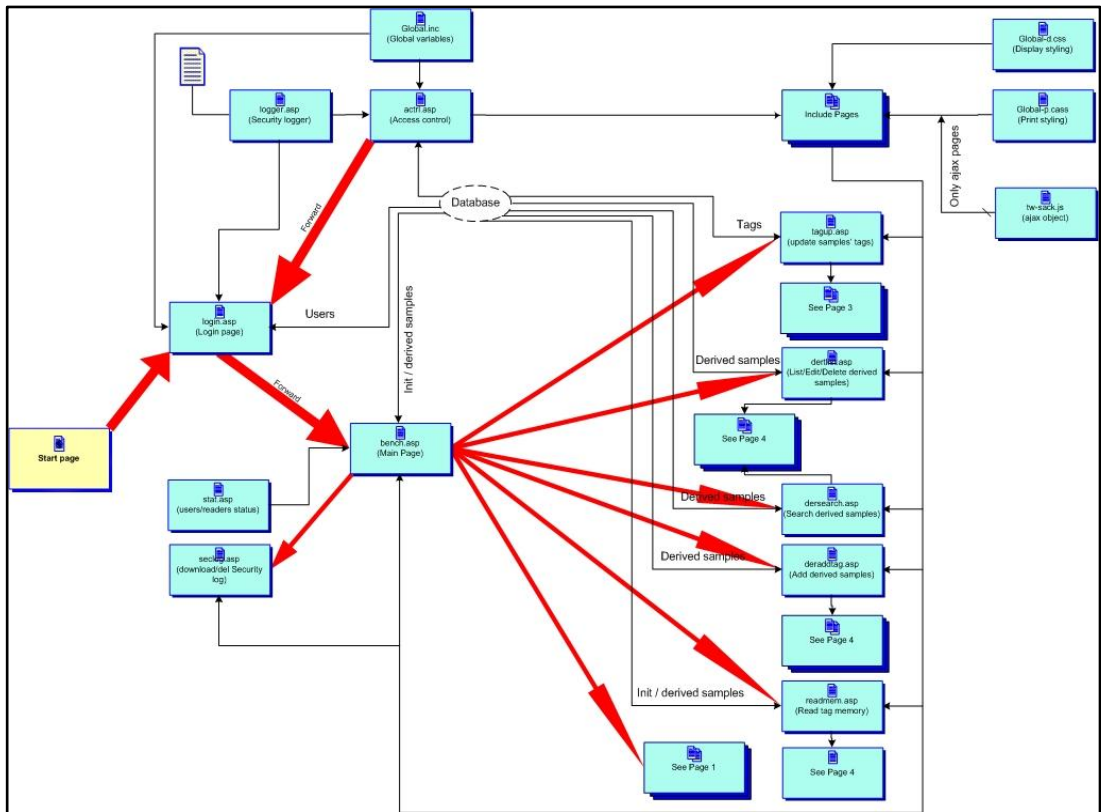 Global.inc
(Global variables)
Global-d.css
(Display styling)
logger.asp
(Security logger)
actrl.asp
(Access control)
Include Pages
Global-p.cass
(Print styling)
Only ajax pages
tw-sack.js
(ajax object)
Forward
Database
Tags
tagup.asp
(update samples' tags)
See Page 3
login.asp
(Login page)
Users
Init / derived samples
Forward
Derived samples
(List/Edit/Delete derived
samples)
See Page 4
Start page
bench.asp
(Main Page)
stat.asp
(users/readers status)
Derived samples
dersearch.asp
(Search derived samples)
seclog.asp
(download/del Security
log)
Derived samples
deraddtag.asp
(Add derived samples)
See Page 4
Init / derived samples
readmem.asp
(Read tag memory)
See Page 1
See Page 4